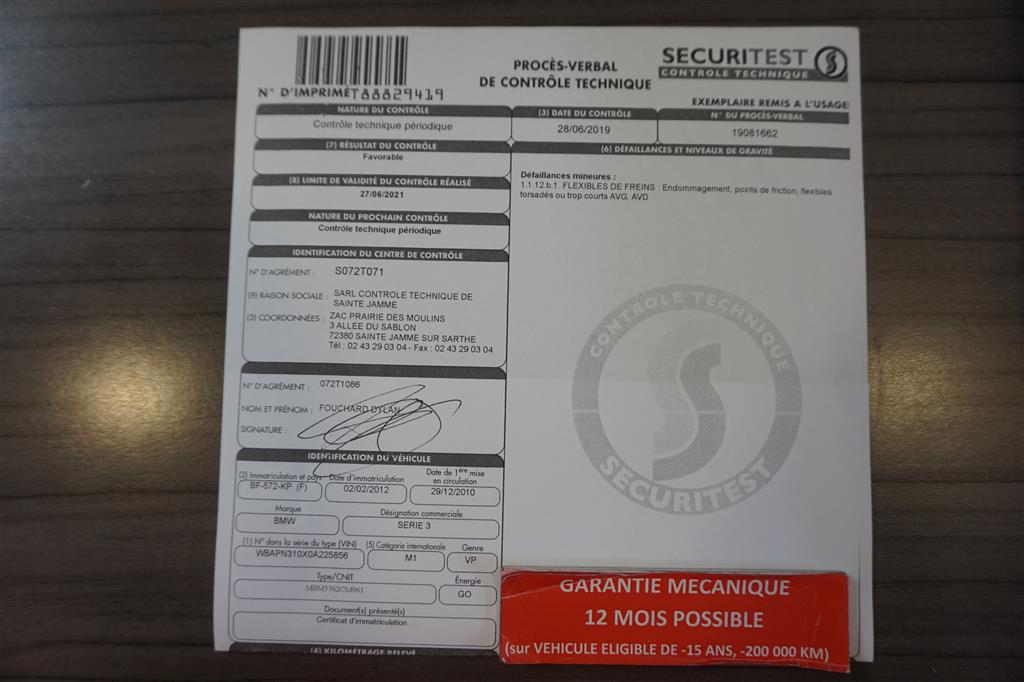 PROCÈS-VERBAL
DE CONTRÔLE TECHNIQUE
SECURITEST
CONTROLE TECHNIQUE
N° D'IMPRIMÉ T88829419
EXEMPLAIRE REMIS A L'USAGE
NATURE DU CONTRÔLE
Contrôle technique périodique
(3) DATE DU CONTRÔLE
28/06/2019
N° DU PROCÈS-VERBAL
19081662
(7) RÉSULTAT DU CONTRÔLE
Favorable
(6) DÉFAILLANCES ET NIVEAUX DE GRAVITÉ
Défaillances mineures :
1.1.12.b.1. FLEXIBLES DE FREINS : Endommagement, points de friction, flexibles
torsadés ou trop courts AVG, AVD
(8) LIMITE DE VALIDITÉ DU CONTRÔLE RÉALISÉ
27/06/2021
NATURE DU PROCHAIN CONTRÔLE
Contrôle technique périodique
IDENTIFICATION DU CENTRE DE CONTRÔLE
N° D'AGRÉMENT : S072T071
(9) RAISON SOCIALE : SARL CONTROLE TECHNIQUE DE
SAINTE JAMME
(3) COORDONNÉES : ZAC PRAIRIE DES MOULINS
3 ALLEE DU SABLON
72380 SAINTE JAMME SUR SARTHE
Tél : 02 43 29 03 04 - Fax : 02 43 29 03 04
N° D'AGRÉMENT : 072T1086
NOM ET PRÉNOM : FOUCHARD DYLAN
SIGNATURE :
IDENTIFICATION DU VÉHICULE
(2) Immatriculation et pays
BF-572-KP (F)
Date d'immatriculation
02/02/2012
Date de 1ère mise
en circulation
29/12/2010
Marque
BMW
Désignation commerciale
SERIE 3
(1) N° dans la série du type (VIN)
WBAPN310X0A225856
(5) Catégorie internationale
M1
Genre
VP
Type/CNIT
MBM5762CM961
Énergie
GO
Document(s) présenté(s)
Certificat d'immatriculation
(4) KILOMÉTRAGE RELEVÉ
CONTROLE TECHNIQUE
SECURITEST
GARANTIE MECANIQUE
12 MOIS POSSIBLE
(sur VEHICULE ELIGIBLE DE -15 ANS, -200 000 KM)